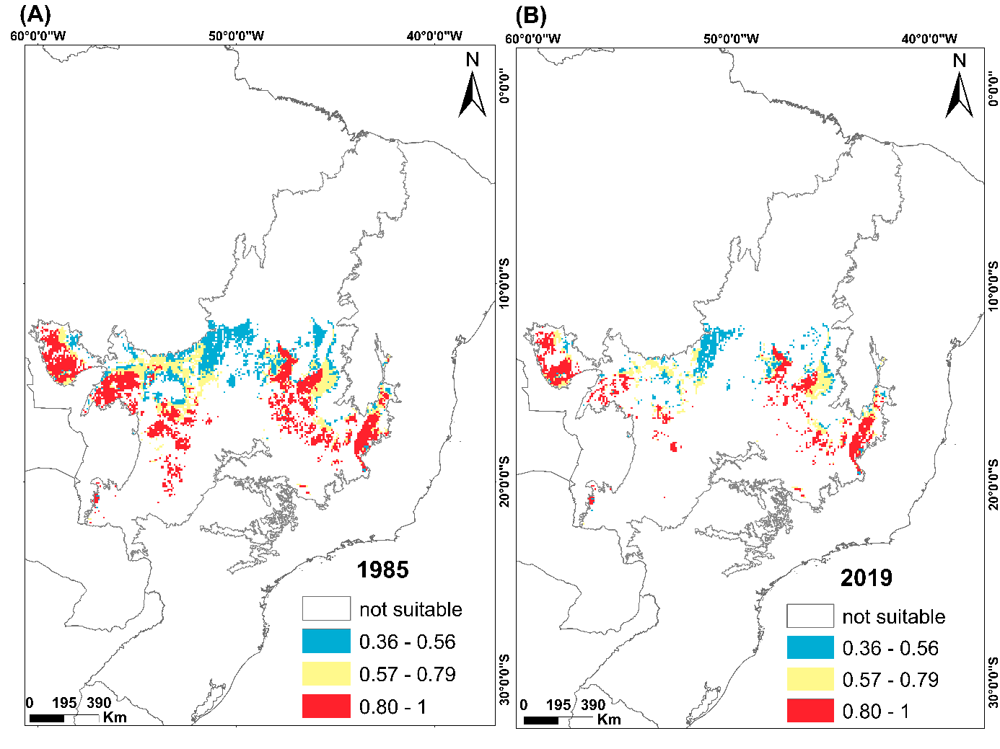 (A)
60°0'0"W 50°0'0"W 40°0'0"W
N
0°0'0"
10°0'0"S
20°0'0"S
30°0'0"S
1985
not suitable
0.36 - 0.56
0.57 - 0.79
0.80 - 1
0 195 390
Km
(B)
60°0'0"W 50°0'0"W 40°0'0"W
N
0°0'0"
10°0'0"S
20°0'0"S
30°0'0"S
2019
not suitable
0.36 - 0.56
0.57 - 0.79
0.80 - 1
0 195 390
Km